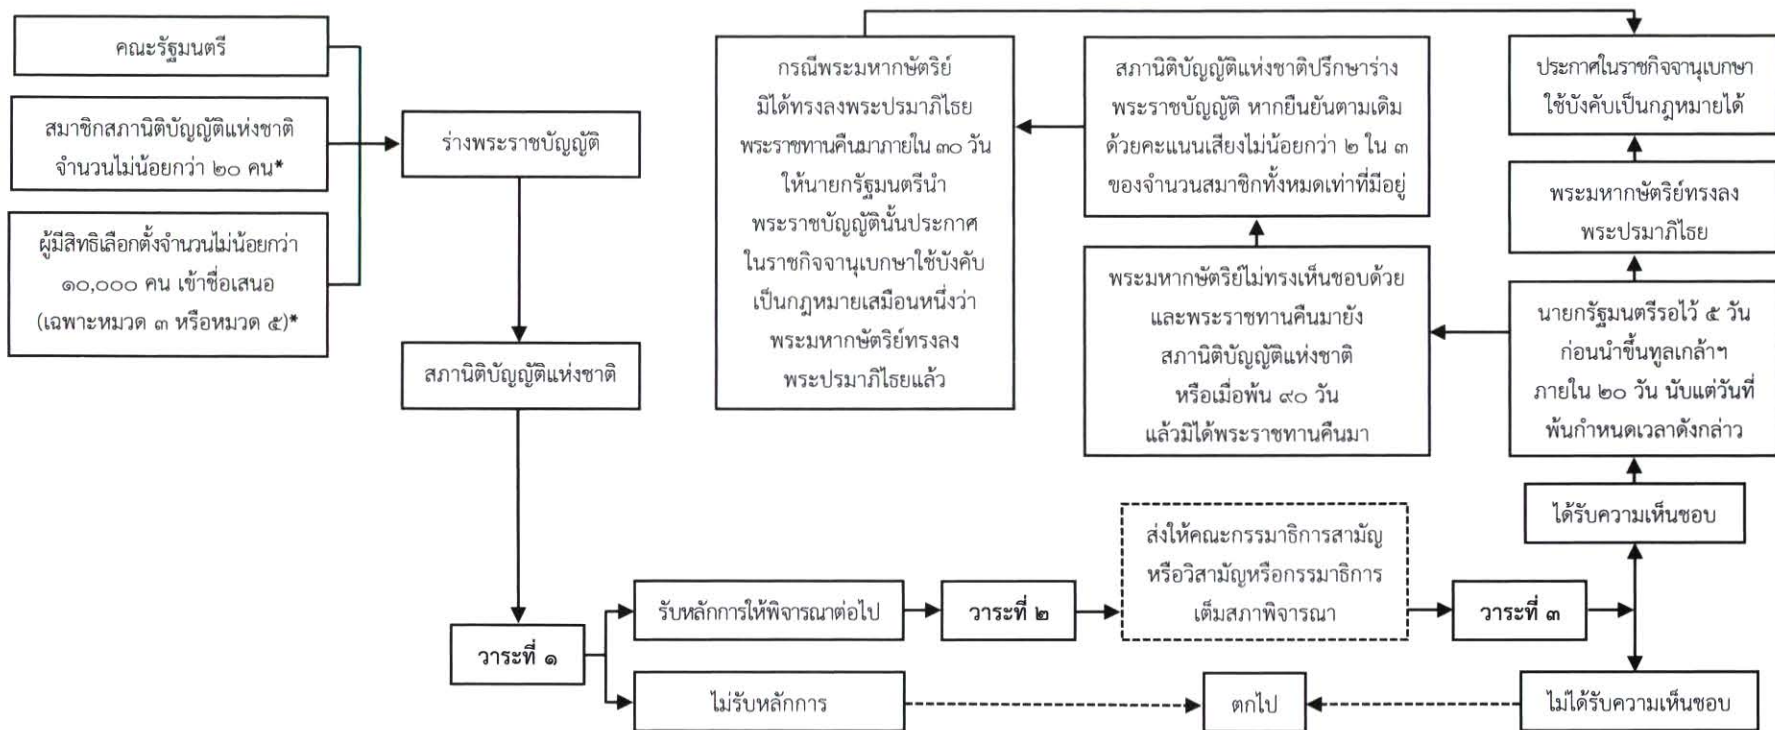 คณะรัฐมนตรี
สมาชิกสภานิติบัญญัติแห่งชาติ
จำนวนไม่น้อยกว่า ๒๐ คน*
ผู้มีสิทธิเลือกตั้งจำนวนไม่น้อยกว่า
๑๐,๐๐๐ คน เข้าชื่อเสนอ
(เฉพาะหมวด ๓ หรือหมวด ๕)*
ร่างพระราชบัญญัติ
สภานิติบัญญัติแห่งชาติ
วาระที่ ๑
รับหลักการให้พิจารณาต่อไป
ไม่รับหลักการ
วาระที่ ๒
ส่งให้คณะกรรมาธิการสามัญ
หรือวิสามัญหรือกรรมาธิการ
เต็มสภาพิจารณา
วาระที่ ๓
ตกไป
ไม่ได้รับความเห็นชอบ
ได้รับความเห็นชอบ
นายกรัฐมนตรีรอไว้ ๕ วัน
ก่อนนำขึ้นทูลเกล้าฯ
ภายใน ๒๐ วัน นับแต่วันที่
พ้นกำหนดเวลาดังกล่าว
พระมหากษัตริย์ทรงลง
พระปรมาภิไธย
ประกาศในราชกิจจานุเบกษา
ใช้บังคับเป็นกฎหมายได้
พระมหากษัตริย์ไม่ทรงเห็นชอบด้วย
และพระราชทานคืนมายัง
สภานิติบัญญัติแห่งชาติ
หรือเมื่อพ้น ๙๐ วัน
แล้วมิได้พระราชทานคืนมา
สภานิติบัญญัติแห่งชาติปรึกษาร่าง
พระราชบัญญัติ หากยืนยันตามเดิม
ด้วยคะแนนเสียงไม่น้อยกว่า ๒ ใน ๓
ของจำนวนสมาชิกทั้งหมดเท่าที่มีอยู่
กรณีพระมหากษัตริย์
มิได้ทรงลงพระปรมาภิไธย
พระราชทานคืนมาภายใน ๓๐ วัน
ให้นายกรัฐมนตรีนำ
พระราชบัญญัตินั้นประกาศ
ในราชกิจจานุเบกษาใช้บังคับ
เป็นกฎหมายเสมือนหนึ่งว่า
พระมหากษัตริย์ทรงลง
พระปรมาภิไธยแล้ว